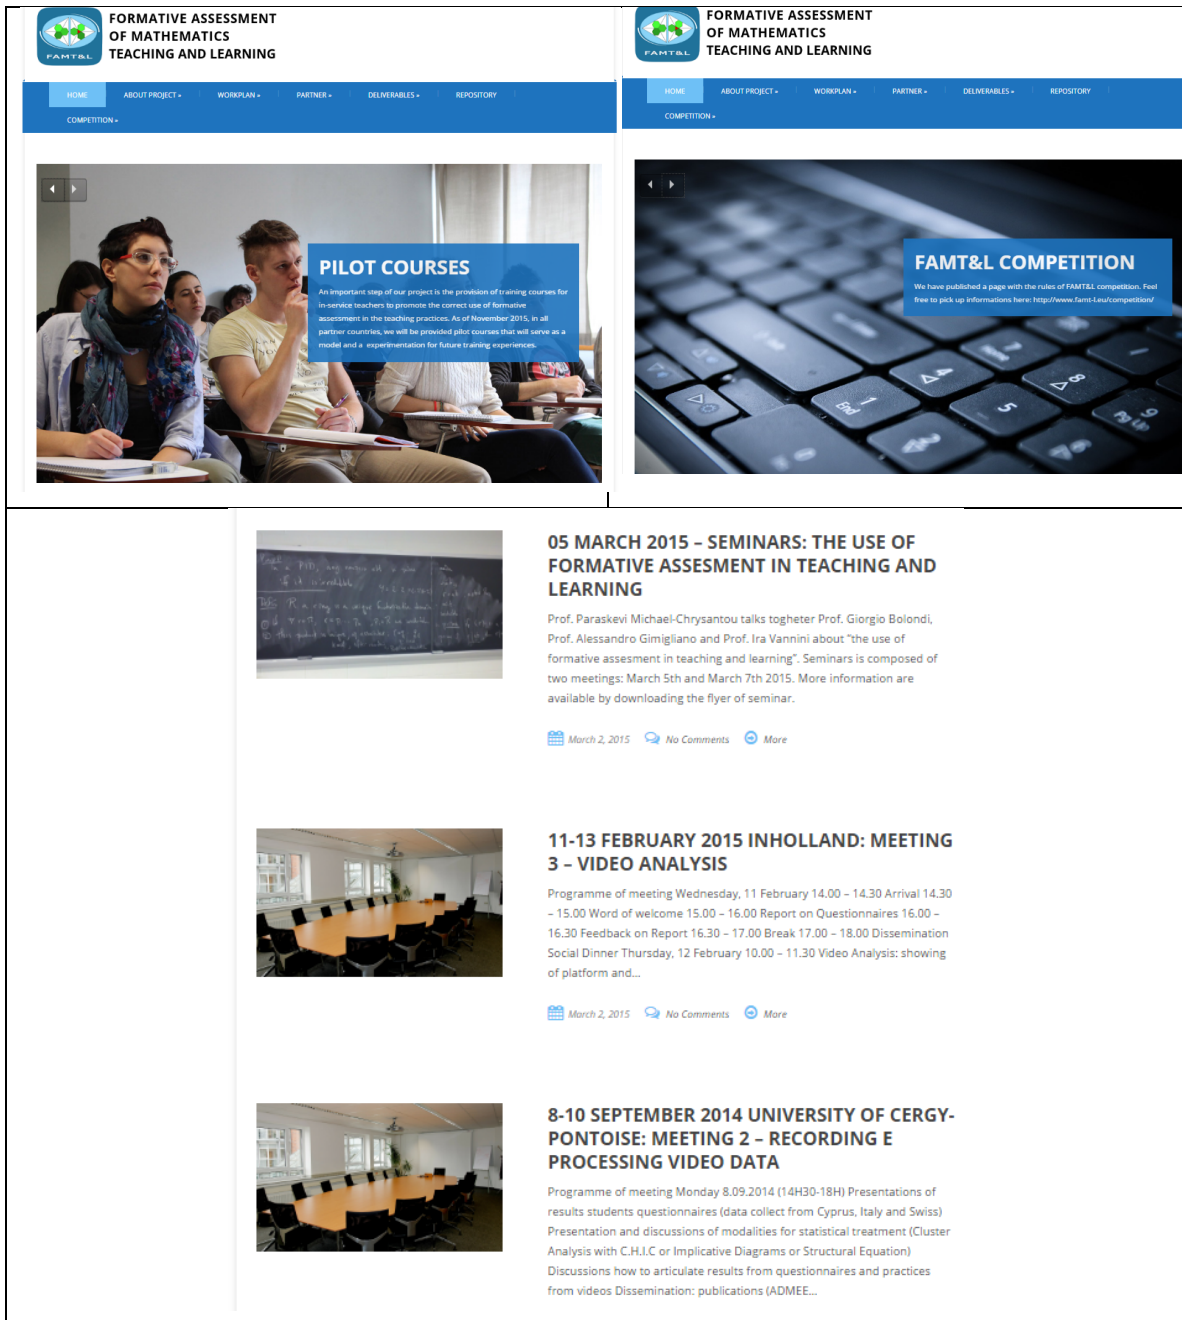 FORMATIVE ASSESSMENT
OF MATHEMATICS
TEACHING AND LEARNING
FAMT&L
HOME
ABOUT PROJECT »
WORKPLAN »
PARTNER »
DELIVERABLES »
REPOSITORY
COMPETITION »
PILOT COURSES
An important step of our project is the provision of training courses for
in-service teachers to promote the correct use of formative
assessment in the teaching practices. As of November 2015, in all
partner countries, we will be provided pilot courses that will serve as a
model and a experimentation for future training experiences.
FORMATIVE ASSESSMENT
OF MATHEMATICS
TEACHING AND LEARNING
FAMT&L
HOME
ABOUT PROJECT »
WORKPLAN »
PARTNER »
DELIVERABLES »
REPOSITORY
COMPETITION »
FAMT&L COMPETITION
We have published a page with the rules of FAMT&L competition. Feel
free to pick up informations here: http://www.famt-l.eu/competition/
1
End
4
5
8
9
Pg Up
05 MARCH 2015 – SEMINARS: THE USE OF
FORMATIVE ASSESMENT IN TEACHING AND
LEARNING
Prof. Paraskevi Michael-Chrysantou talks togheter Prof. Giorgio Bolondi,
Prof. Alessandro Gimigliano and Prof. Ira Vannini about "the use of
formative assesment in teaching and learning". Seminars is composed of
two meetings: March 5th and March 7th 2015. More information are
available by downloading the flyer of seminar.
March 2, 2015 No Comments More
11-13 FEBRUARY 2015 INHOLLAND: MEETING
3 – VIDEO ANALYSIS
Programme of meeting Wednesday, 11 February 14.00 – 14.30 Arrival 14.30
– 15.00 Word of welcome 15.00 – 16.00 Report on Questionnaires 16.00 –
16.30 Feedback on Report 16.30 – 17.00 Break 17.00 – 18.00 Dissemination
Social Dinner Thursday, 12 February 10.00 – 11.30 Video Analysis: showing
of platform and...
March 2, 2015 No Comments More
8-10 SEPTEMBER 2014 UNIVERSITY OF CERGY-
PONTOISE: MEETING 2 – RECORDING E
PROCESSING VIDEO DATA
Programme of meeting Monday 8.09.2014 (14H30-18H) Presentations of
results students questionnaires (data collect from Cyprus, Italy and Swiss)
Presentation and discussions of modalities for statistical treatment (Cluster
Analysis with C.H.I.C or Implicative Diagrams or Structural Equation)
Discussions how to articulate results from questionnaires and practices
from videos Dissemination: publications (ADMEE...